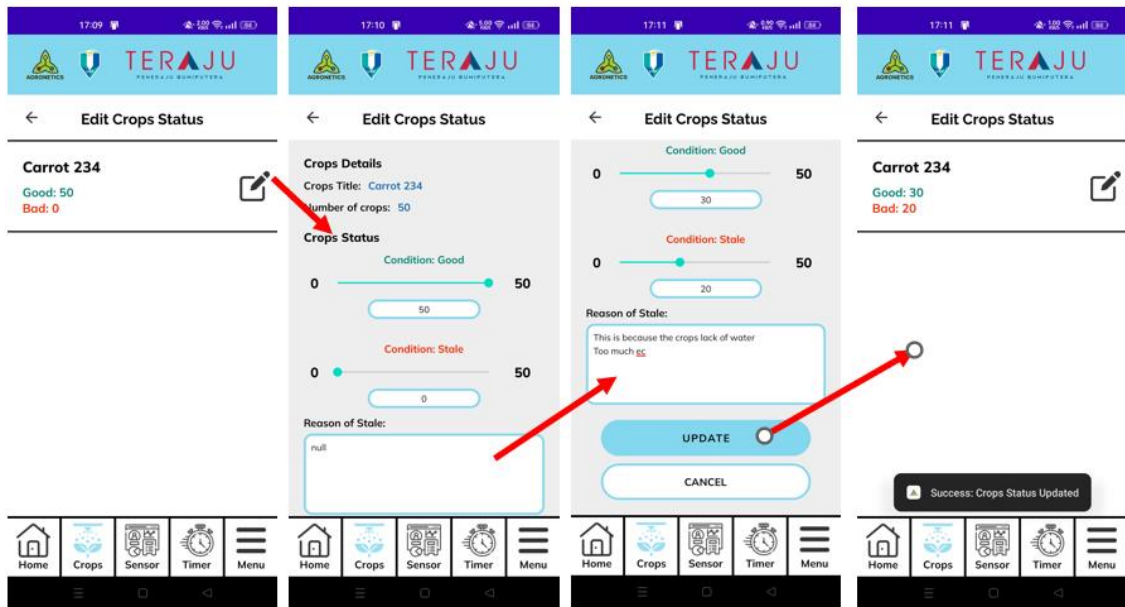 17:09
AGRONETICS
TERAJU
PENERAJU BUMIPUTERA
Edit Crops Status
Carrot 234
Good: 50
Bad: 0
Home Crops Sensor Timer Menu
17:10
AGRONETICS
TERAJU
PENERAJU BUMIPUTERA
Edit Crops Status
Crops Details
Crops Title: Carrot 234
Number of crops: 50
Crops Status
Condition: Good
0 50
50
Condition: Stale
0 50
0
Reason of Stale:
null
Home Crops Sensor Timer Menu
17:11
AGRONETICS
TERAJU
PENERAJU BUMIPUTERA
Edit Crops Status
Condition: Good
0 50
30
Condition: Stale
0 50
20
Reason of Stale:
This is because the crops lack of water
Too much ec
UPDATE
CANCEL
Home Crops Sensor Timer Menu
17:11
AGRONETICS
TERAJU
PENERAJU BUMIPUTERA
Edit Crops Status
Carrot 234
Good: 30
Bad: 20
Success: Crops Status Updated
Home Crops Sensor Timer Menu